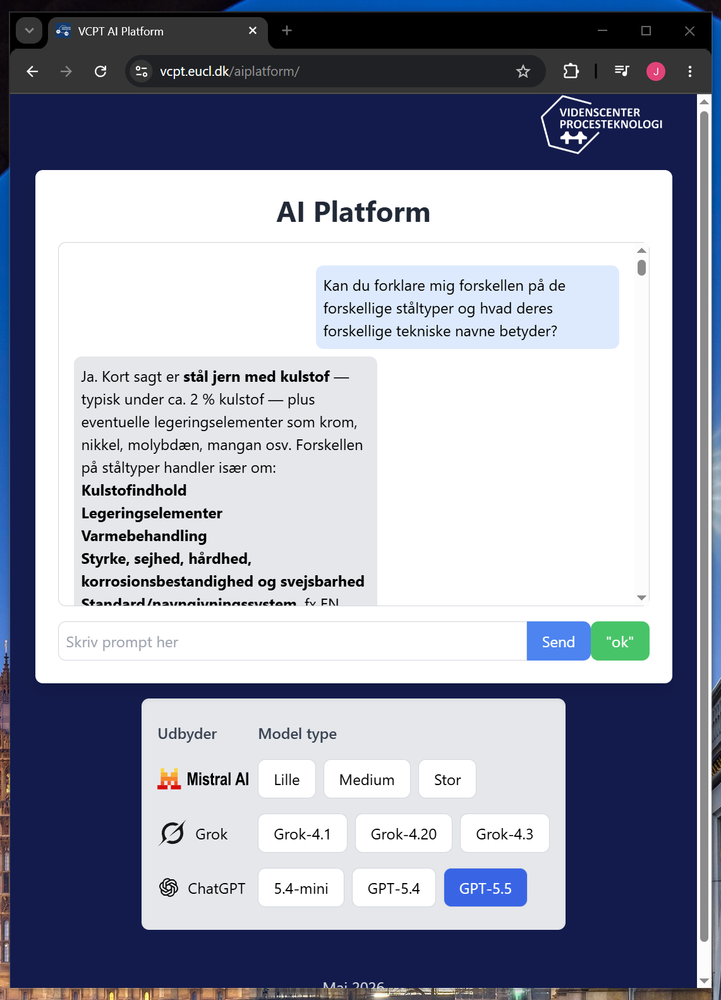 VCPT AI Platform
vcpt.eucl.dk/aiplatform/
J
VIDENSCENTER
PROCESTEKNOLOGI
AI Platform
Kan du forklare mig forskellen på de
forskellige ståltyper og hvad deres
forskellige tekniske navne betyder?
Ja. Kort sagt er stål jern med kulstof —
typisk under ca. 2 % kulstof — plus
eventuelle legeringselementer som krom,
nikkel, molybdæn, mangan osv. Forskellen
på ståltyper handler især om:
Kulstofindhold
Legeringselementer
Varmebehandling
Styrke, sejhed, hårdhed,
korrosionsbestandighed og svejsbarhed
Standard/navngivningssystem, fx EN
Skriv prompt her
Send
"ok"
Udbyder Model type
Mistral AI Lille Medium Stor
Grok Grok-4.1 Grok-4.20 Grok-4.3
ChatGPT 5.4-mini GPT-5.4 GPT-5.5
Maj 2026